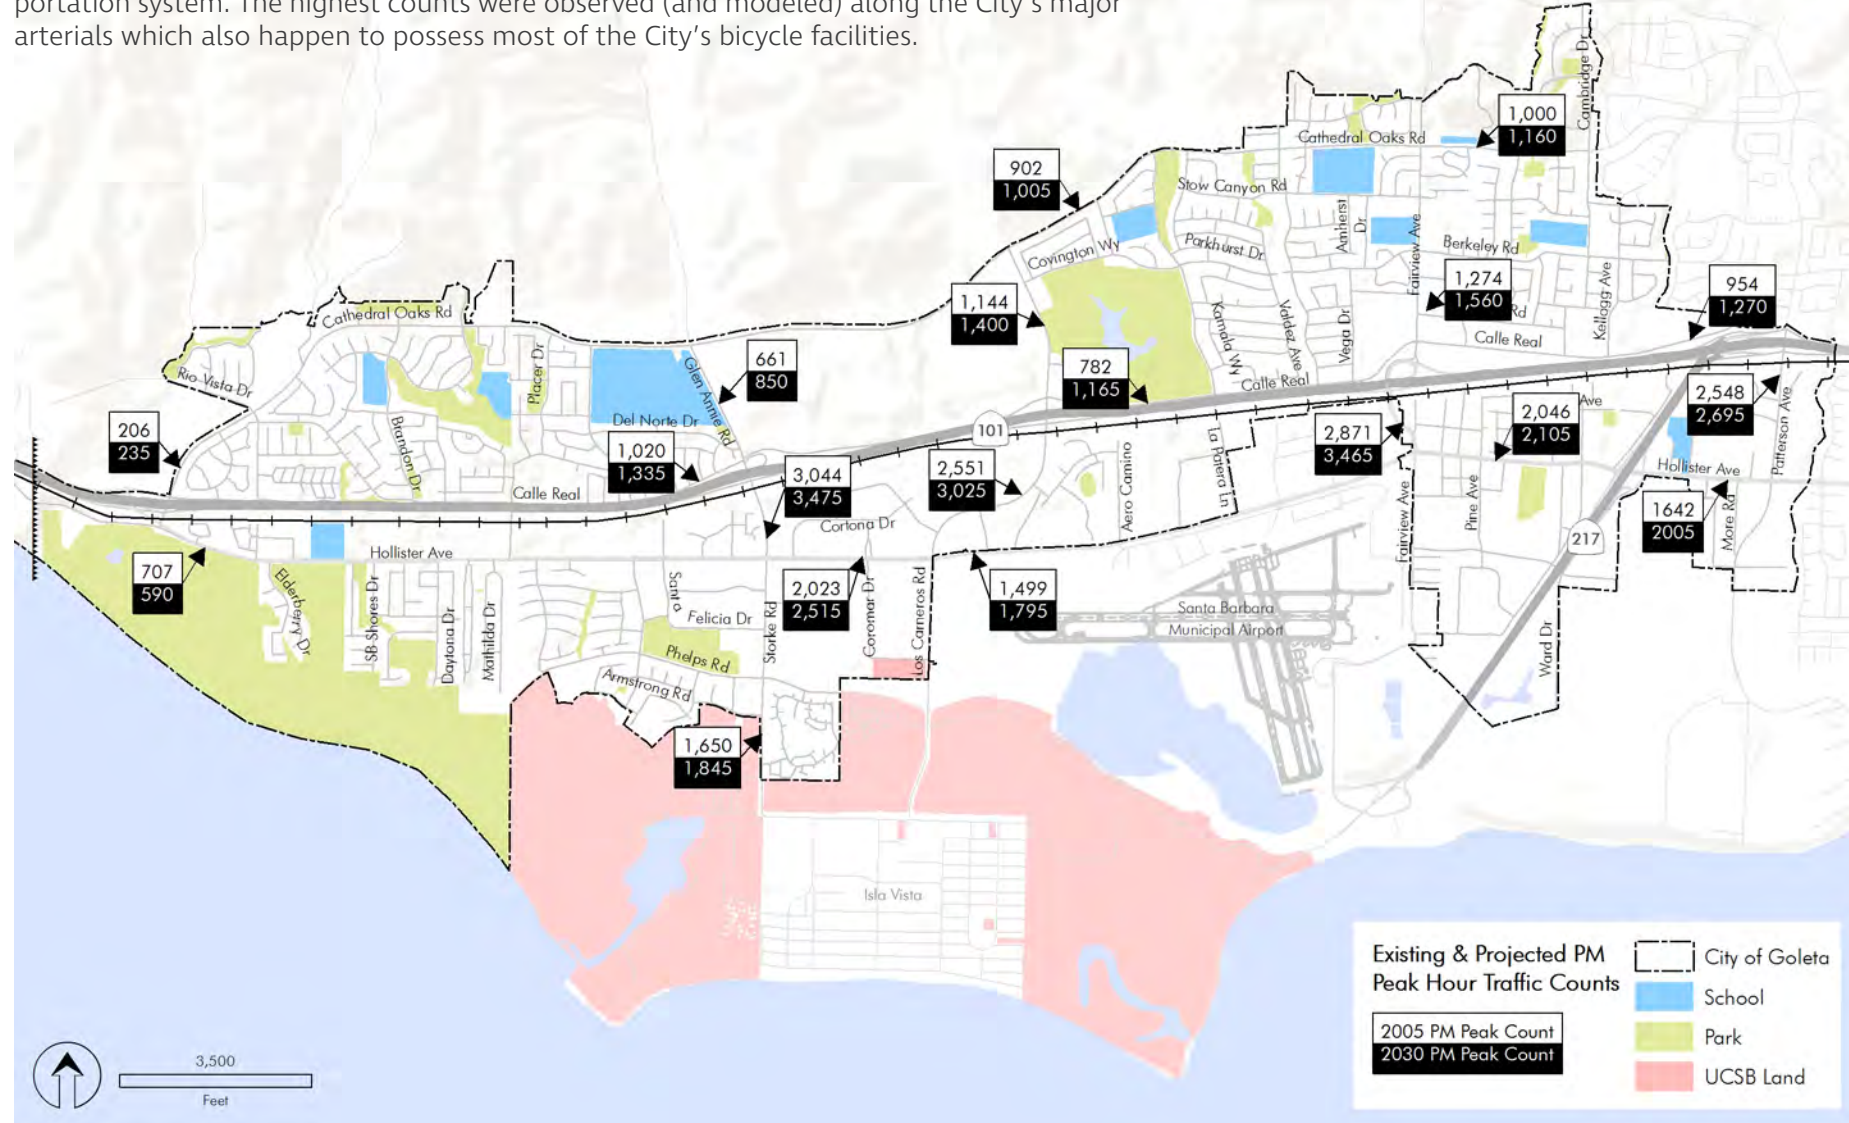 portation system. The highest counts were observed (and modeled) along the City's major
arterials which also happen to possess most of the City's bicycle facilities.
Cambridge Dr
1,000
1,160
Cathedral Oaks Rd
902
1,005
Stow Canyon Rd
Amherst
Dr
Fairview Ave
Covington Wy
Parkhurst Dr
Berkeley Rd
1,274
1,560
Rd
Kellogg Ave
954
1,270
1,144
1,400
Cathedral Oaks Rd
Kamala Wy
Valdez Ave
Vega Dr
Calle Real
Rio Vista Dr
Placer Dr
Glen Annie Rd
661
850
782
1,165
Calle Real
2,548
2,695
Patterson Ave
206
235
Brandon Dr
Del Norte Dr
1,020
1,335
101
2,551
3,025
Aero Camino
La Patera Ln
2,871
3,465
2,046
2,105
Ave
Hollister Ave
Calle Real
3,044
3,475
Cortona Dr
Fairview Ave
Pine Ave
217
1642
2005
More Rd
707
590
Hollister Ave
Elderberry Dr
SB Shores Dr
Daytona Dr
Mathilda Dr
Santa
Felicia Dr
Storke Rd
2,023
2,515
Coromar Dr
Los Carneros Rd
1,499
1,795
Santa Barbara
Municipal Airport
Ward Dr
Phelps Rd
Armstrong Rd
1,650
1,845
Isla Vista
Existing & Projected PM
Peak Hour Traffic Counts
2005 PM Peak Count
2030 PM Peak Count
City of Goleta
School
Park
UCSB Land
3,500
Feet